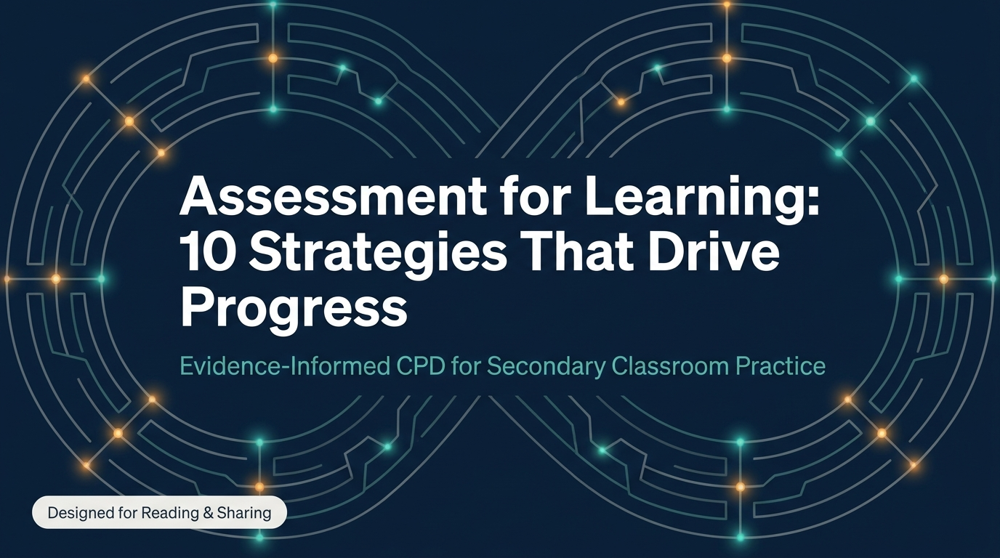 Assessment for Learning:
10 Strategies That Drive
Progress
Evidence-Informed CPD for Secondary Classroom Practice
Designed for Reading & Sharing